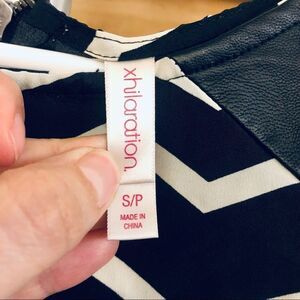 xhilaration.
S/P
MADE IN
CHINA